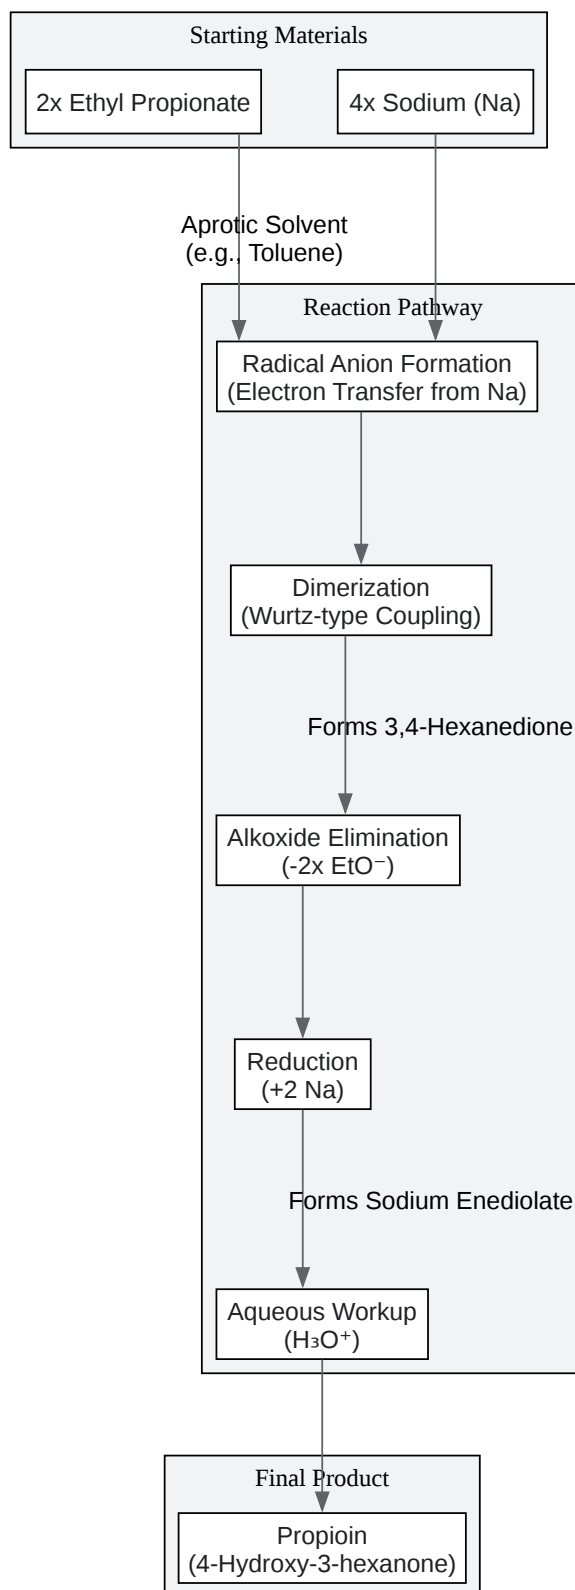 Starting Materials
2x Ethyl Propionate
4x Sodium (Na)
Aprotic Solvent
(e.g., Toluene)
Reaction Pathway
Radical Anion Formation
(Electron Transfer from Na)
Dimerization
(Wurtz-type Coupling)
Forms 3,4-Hexanedione
Alkoxide Elimination
(-2x EtO⁻)
Reduction
(+2 Na)
Forms Sodium Enediolate
Aqueous Workup
(H₃O⁺)
Final Product
Propioin
(4-Hydroxy-3-hexanone)